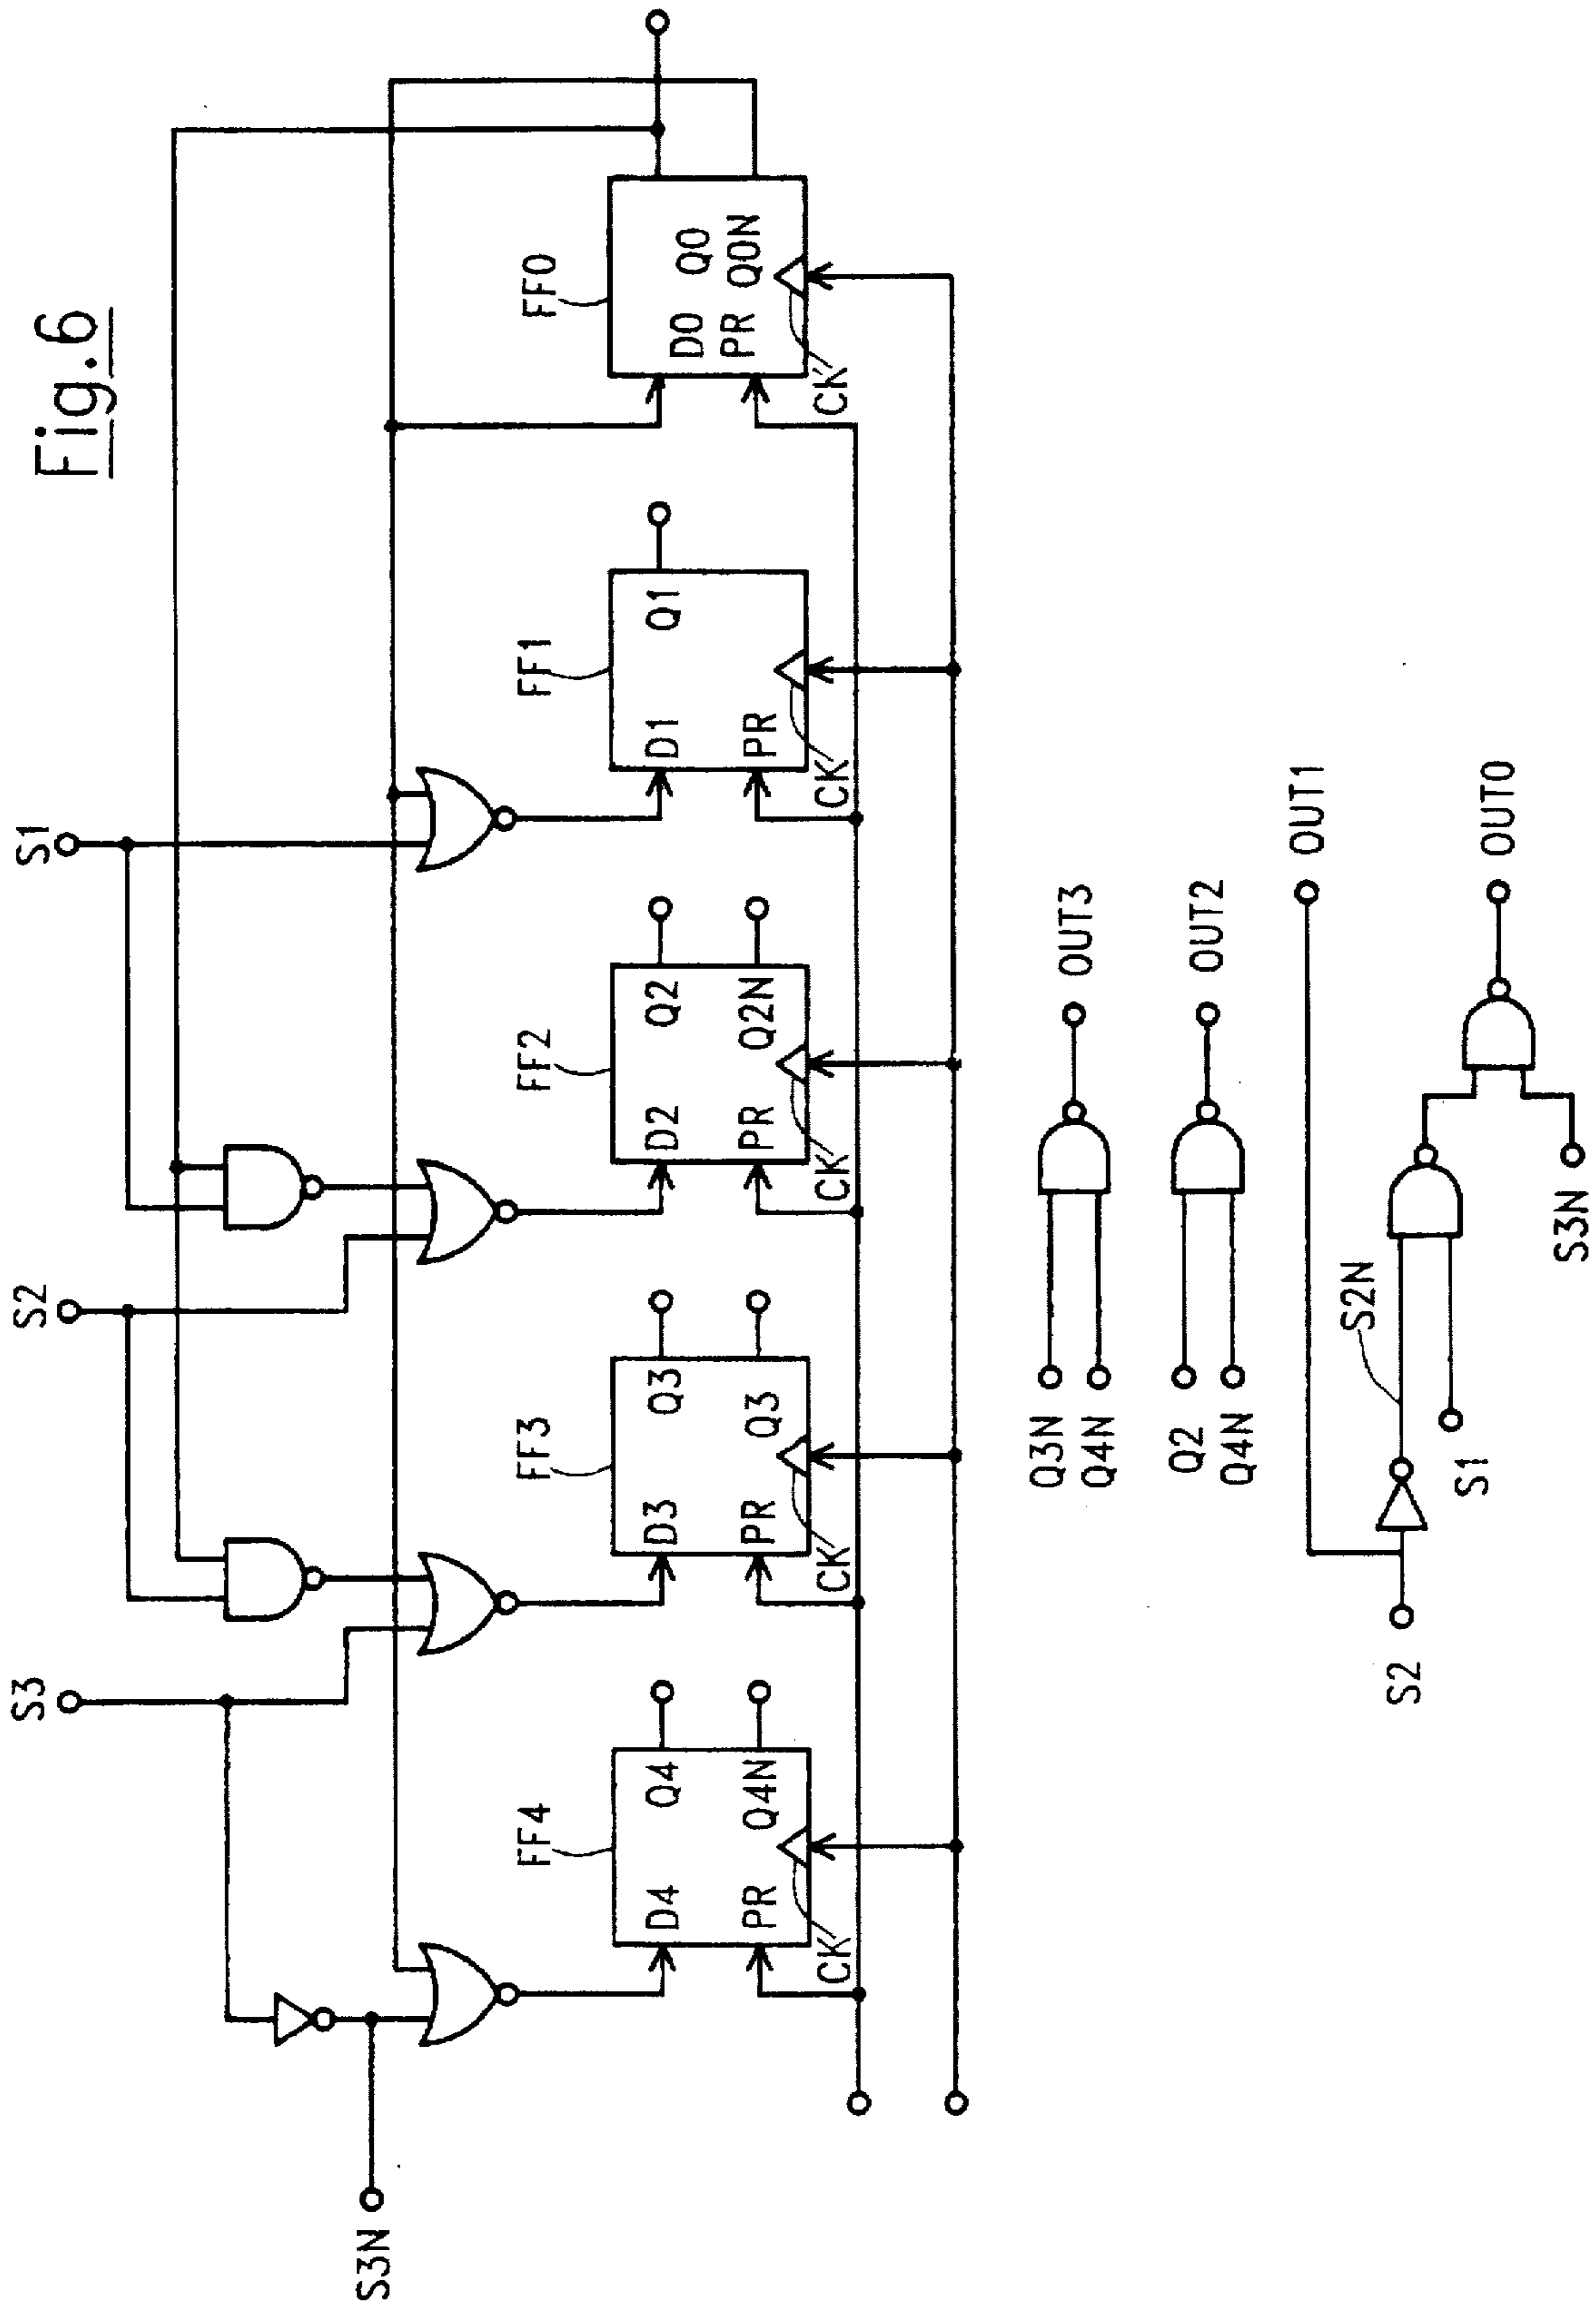 Fig.6
S3N
S3
S2
S1
FF4
D4
Q4
PR
Q4N
CK
FF3
D3
Q3
PR
Q3
CK
FF2
D2
Q2
PR
Q2N
CK
FF1
D1
Q1
PR
CK
FF0
D0
Q0
PR
Q0N
CK
Q3N
Q4N
OUT3
Q2
Q4N
OUT2
S2
S2N
S1
S3N
OUT1
OUT0